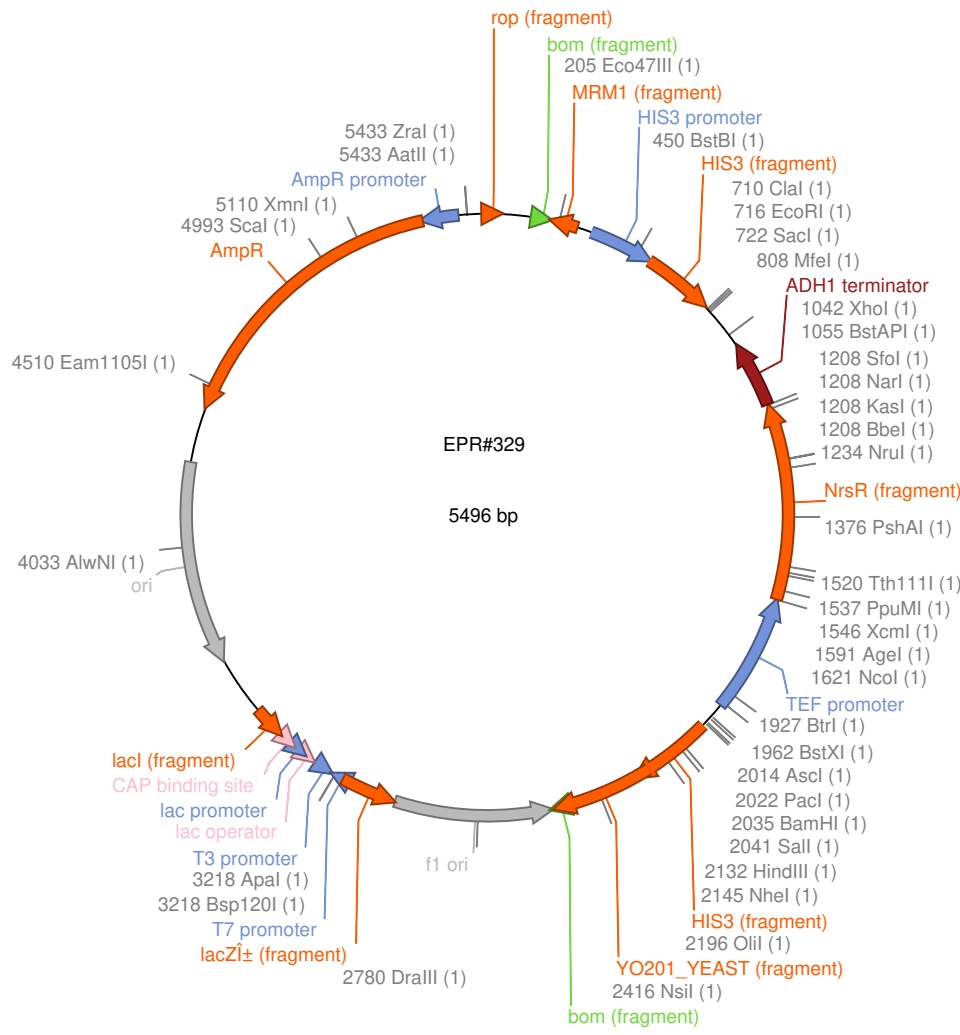 rop (fragment)
bom (fragment)
205 Eco47III (1)
MRM1 (fragment)
HIS3 promoter
450 BstBI (1)
HIS3 (fragment)
710 ClaI (1)
716 EcoRI (1)
722 SacI (1)
808 MfeI (1)
ADH1 terminator
1042 XhoI (1)
1055 BstAPI (1)
1208 SfoI (1)
1208 NarI (1)
1208 KasI (1)
1208 BbeI (1)
1234 NruI (1)
NrsR (fragment)
1376 PshAI (1)
1520 Tth111I (1)
1537 PpuMI (1)
1546 XcmI (1)
1591 AgeI (1)
1621 NcoI (1)
TEF promoter
1927 BtrI (1)
1962 BstXI (1)
2014 AscI (1)
2022 PacI (1)
2035 BamHI (1)
2041 SalI (1)
2132 HindIII (1)
2145 NheI (1)
HIS3 (fragment)
2196 OliI (1)
YO201_YEAST (fragment)
2416 NsiI (1)
bom (fragment)
f1 ori
2780 DraIII (1)
lacZÎ± (fragment)
T7 promoter
3218 Bsp120I (1)
3218 ApaI (1)
T3 promoter
lac operator
lac promoter
CAP binding site
lacI (fragment)
ori
4033 AlwNI (1)
4510 Eam1105I (1)
AmpR
4993 ScaI (1)
5110 XmnI (1)
AmpR promoter
5433 AatII (1)
5433 ZraI (1)
EPR#329
5496 bp